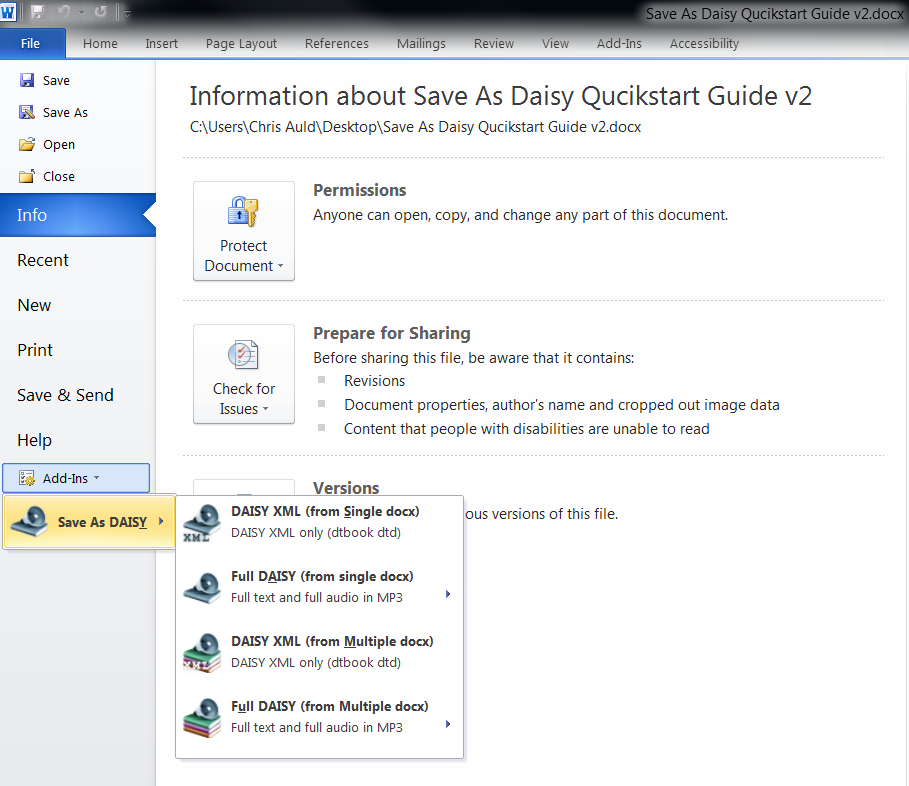 Save As Daisy Qucikstart Guide v2.docx
File Home Insert Page Layout References Mailings Review View Add-Ins Accessibility
Save
Save As
Open
Close
Info
Recent
New
Print
Save & Send
Help
Add-Ins
Save As DAISY
Information about Save As Daisy Qucikstart Guide v2
C:\Users\Chris Auld\Desktop\Save As Daisy Qucikstart Guide v2.docx
Protect
Document
Permissions
Anyone can open, copy, and change any part of this document.
Check for
Issues
Prepare for Sharing
Before sharing this file, be aware that it contains:
Revisions
Document properties, author's name and cropped out image data
Content that people with disabilities are unable to read
Versions
ous versions of this file.
XML
DAISY XML (from Single docx)
DAISY XML only (dtbook dtd)
Full DAISY (from single docx)
Full text and full audio in MP3
XML
DAISY XML (from Multiple docx)
DAISY XML only (dtbook dtd)
Full DAISY (from Multiple docx)
Full text and full audio in MP3